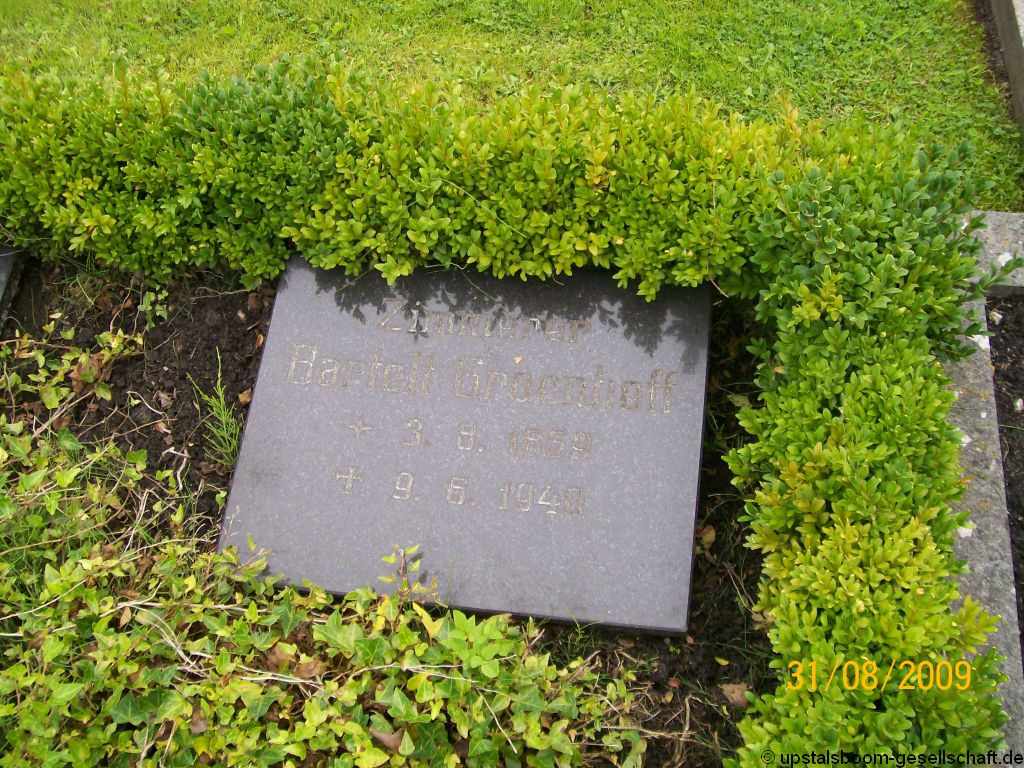 Zimmerer
Barfelt Groenhoff
3. 8. 1859
9. 6. 1940
31/08/2009
© upstalsboom-gesellschaft.de